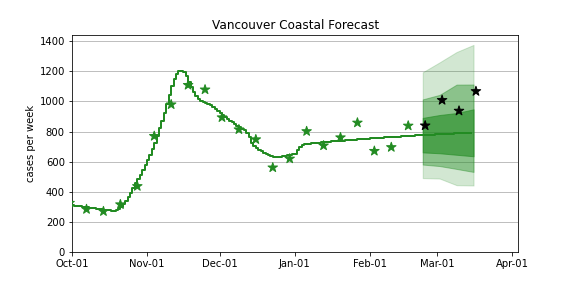 Vancouver Coastal Forecast
cases per week
1400
1200
1000
800
600
400
200
0
Oct-01 Nov-01 Dec-01 Jan-01 Feb-01 Mar-01 Apr-01